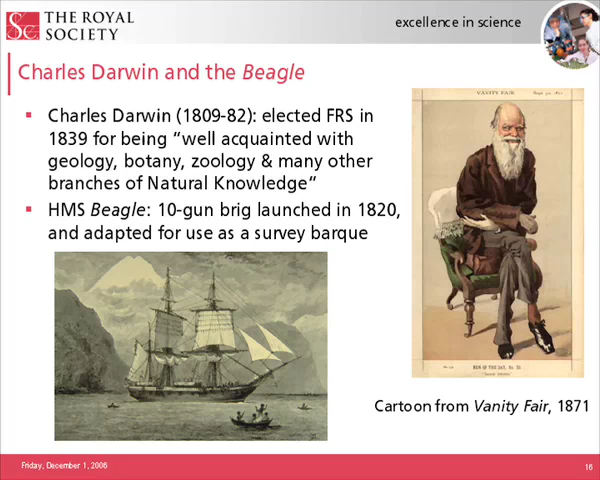 THE ROYAL
SOCIETY
excellence in science
Charles Darwin and the Beagle
Charles Darwin (1809-82): elected FRS in
1839 for being “well acquainted with
geology, botany, zoology & many other
branches of Natural Knowledge“
HMS Beagle: 10-gun brig launched in 1820,
and adapted for use as a survey barque
VANITY FAIR
MEN OF THE DAY, No. 33
Cartoon from Vanity Fair, 1871
Friday, December 1, 2006
16